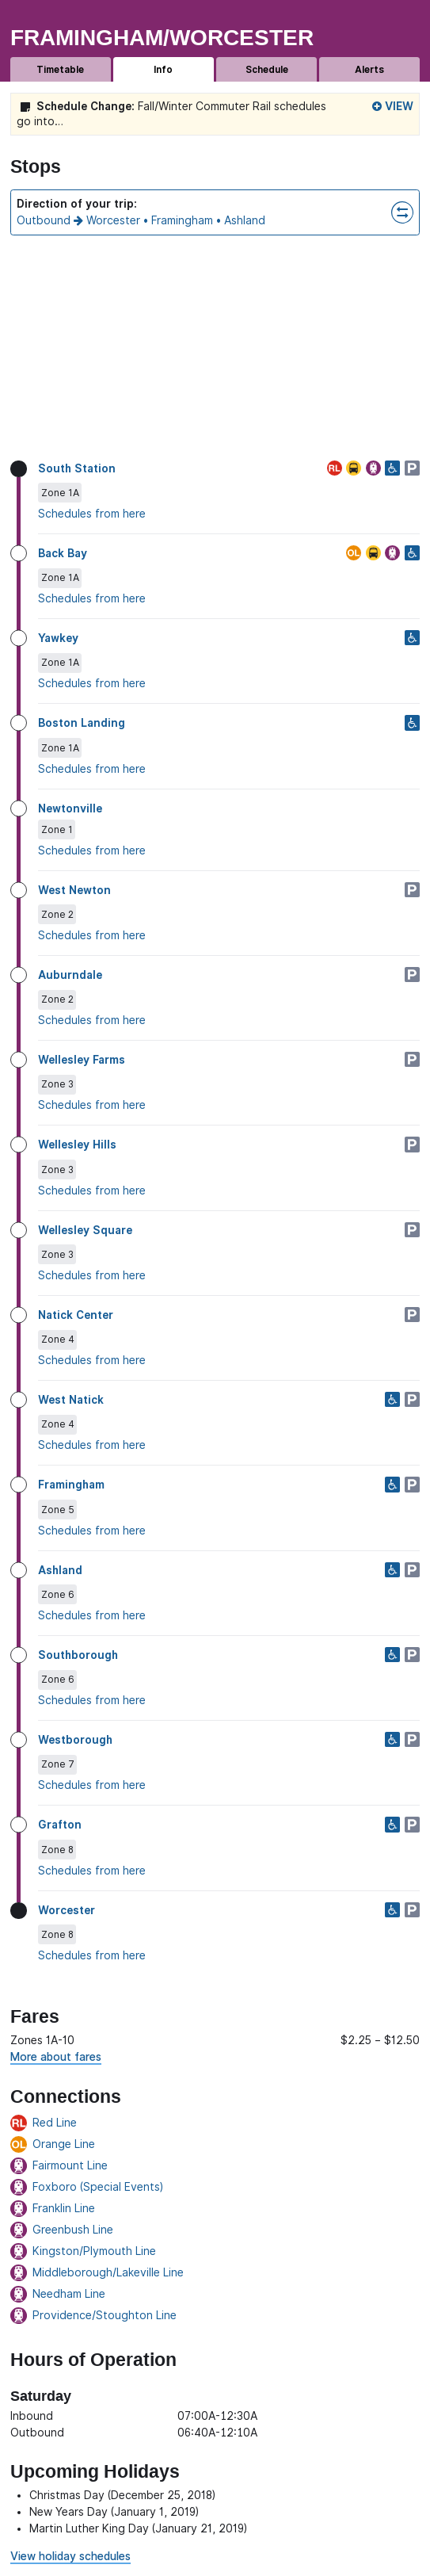 FRAMINGHAM/WORCESTER
Timetable
Info
Schedule
Alerts
Schedule Change: Fall/Winter Commuter Rail schedules
go into...
VIEW
Stops
Direction of your trip:
Outbound → Worcester • Framingham • Ashland
South Station
RL
P
Zone 1A
Schedules from here
Back Bay
OL
Zone 1A
Schedules from here
Yawkey
Zone 1A
Schedules from here
Boston Landing
Zone 1A
Schedules from here
Newtonville
Zone 1
Schedules from here
West Newton
P
Zone 2
Schedules from here
Auburndale
P
Zone 2
Schedules from here
Wellesley Farms
P
Zone 3
Schedules from here
Wellesley Hills
P
Zone 3
Schedules from here
Wellesley Square
P
Zone 3
Schedules from here
Natick Center
P
Zone 4
Schedules from here
West Natick
P
Zone 4
Schedules from here
Framingham
P
Zone 5
Schedules from here
Ashland
P
Zone 6
Schedules from here
Southborough
P
Zone 6
Schedules from here
Westborough
P
Zone 7
Schedules from here
Grafton
P
Zone 8
Schedules from here
Worcester
P
Zone 8
Schedules from here
Fares
Zones 1A-10 $2.25 – $12.50
More about fares
Connections
RL Red Line
OL Orange Line
Fairmount Line
Foxboro (Special Events)
Franklin Line
Greenbush Line
Kingston/Plymouth Line
Middleborough/Lakeville Line
Needham Line
Providence/Stoughton Line
Hours of Operation
Saturday
Inbound 07:00A-12:30A
Outbound 06:40A-12:10A
Upcoming Holidays
• Christmas Day (December 25, 2018)
• New Years Day (January 1, 2019)
• Martin Luther King Day (January 21, 2019)
View holiday schedules